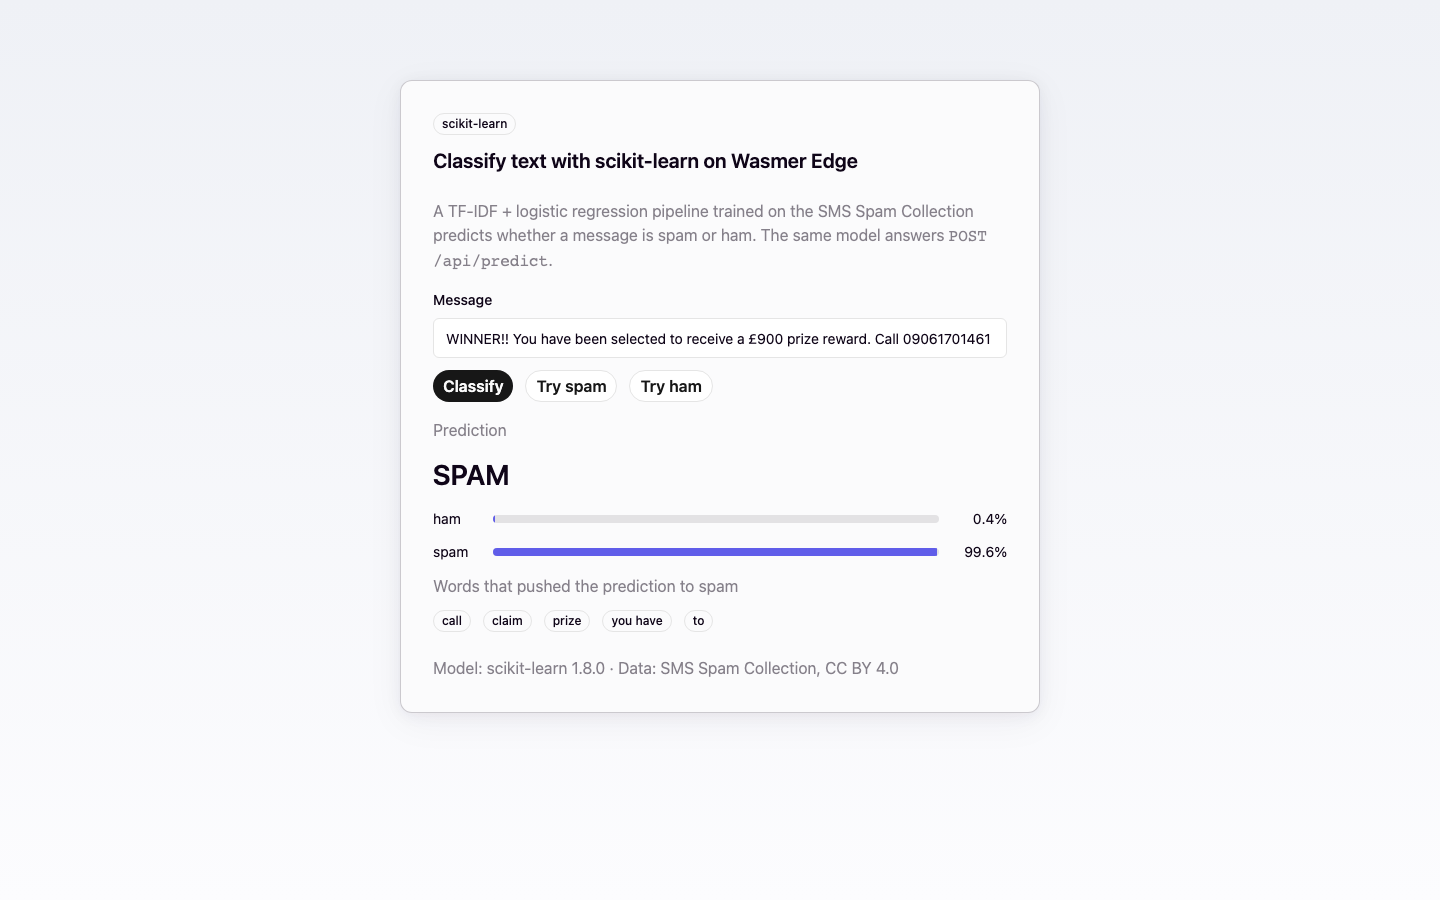 scikit-learn
Classify text with scikit-learn on Wasmer Edge
A TF-IDF + logistic regression pipeline trained on the SMS Spam Collection
predicts whether a message is spam or ham. The same model answers POST
/api/predict.
Message
WINNER!! You have been selected to receive a £900 prize reward. Call 09061701461
Classify Try spam Try ham
Prediction
SPAM
ham 0.4%
spam 99.6%
Words that pushed the prediction to spam
call claim prize you have to
Model: scikit-learn 1.8.0 · Data: SMS Spam Collection, CC BY 4.0